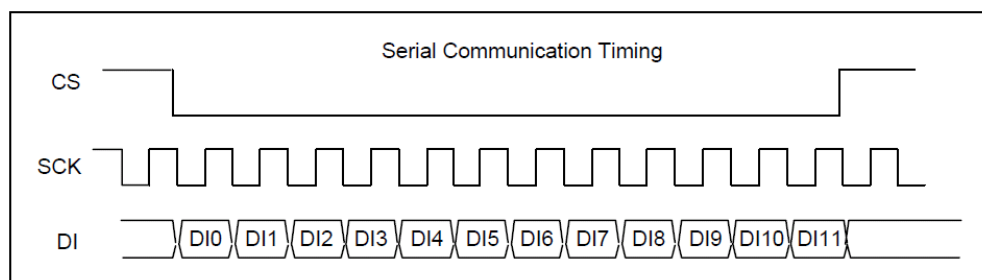 Serial Communication Timing
CS
SCK
DI DI0 DI1 DI2 DI3 DI4 DI5 DI6 DI7 DI8 DI9 DI10 DI11